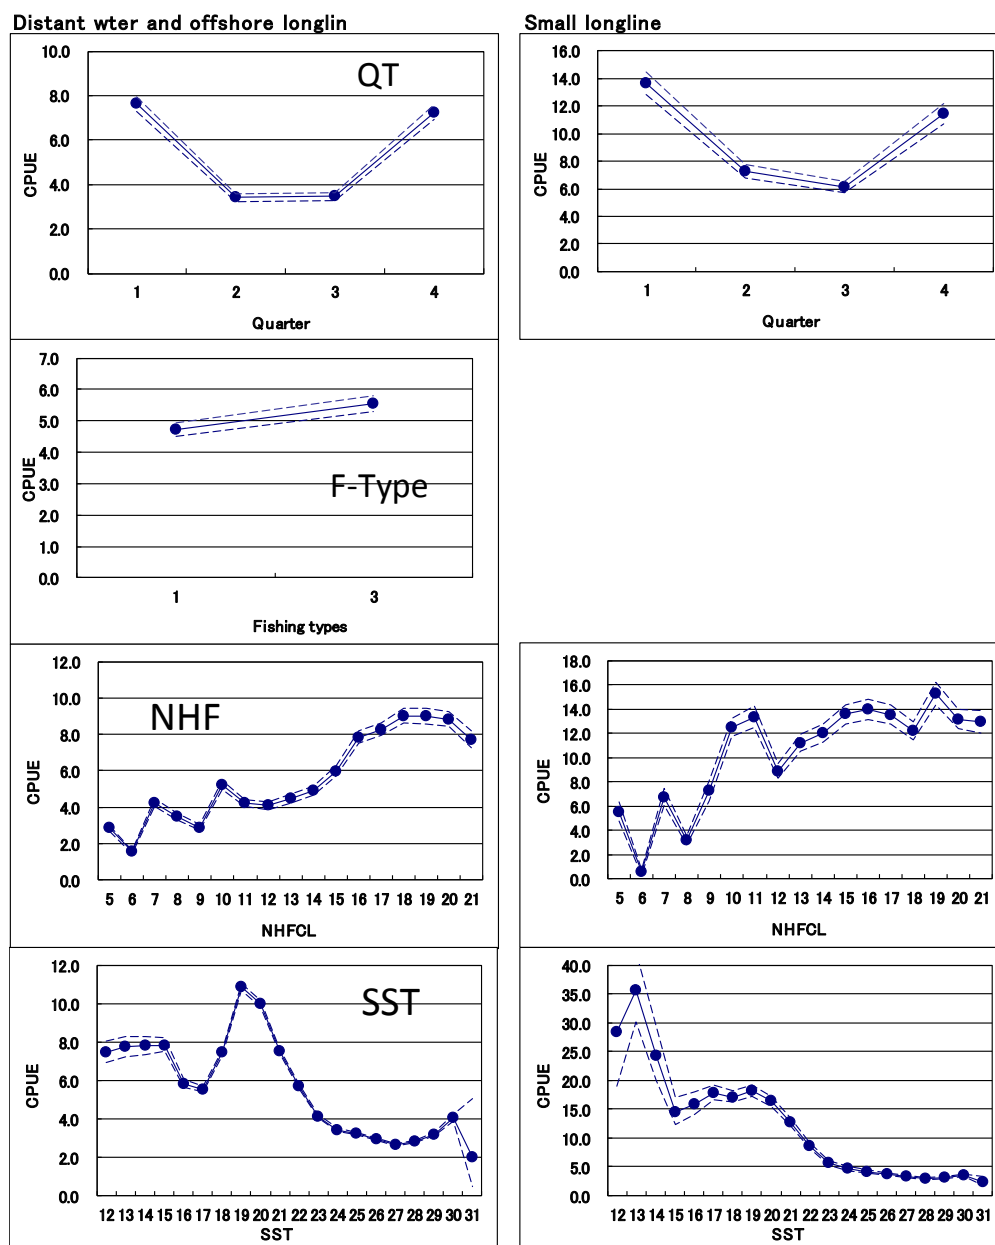 Distant wter and offshore longlin
10.0
8.0
6.0
4.0
2.0
0.0
CPUE
QT
1 2 3 4
Quarter
Small longline
16.0
14.0
12.0
10.0
8.0
6.0
4.0
2.0
0.0
CPUE
1 2 3 4
Quarter
7.0
6.0
5.0
4.0
3.0
2.0
1.0
0.0
CPUE
F-Type
1 3
Fishing types
12.0
10.0
8.0
6.0
4.0
2.0
0.0
CPUE
NHF
5 6 7 8 9 10 11 12 13 14 15 16 17 18 19 20 21
NHFCL
18.0
16.0
14.0
12.0
10.0
8.0
6.0
4.0
2.0
0.0
CPUE
5 6 7 8 9 10 11 12 13 14 15 16 17 18 19 20 21
NHFCL
12.0
10.0
8.0
6.0
4.0
2.0
0.0
CPUE
SST
12 13 14 15 16 17 18 19 20 21 22 23 24 25 26 27 28 29 30 31
SST
40.0
35.0
30.0
25.0
20.0
15.0
10.0
5.0
0.0
CPUE
12 13 14 15 16 17 18 19 20 21 22 23 24 25 26 27 28 29 30 31
SST